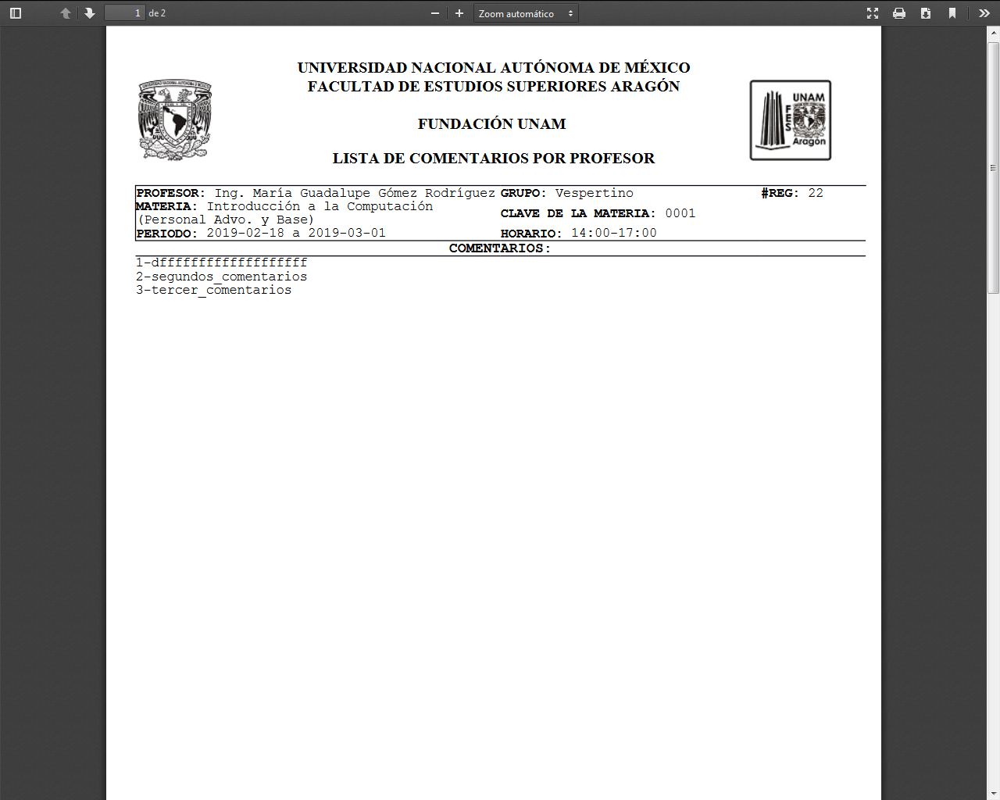 1 de 2 Zoom automático
UNIVERSIDAD NACIONAL AUTÓNOMA DE MÉXICO
FACULTAD DE ESTUDIOS SUPERIORES ARAGÓN
FUNDACIÓN UNAM
LISTA DE COMENTARIOS POR PROFESOR
UNAM
FES
Aragón
PROFESOR: Ing. María Guadalupe Gómez Rodríguez GRUPO: Vespertino #REG: 22
MATERIA: Introducción a la Computación
(Personal Advo. y Base)
CLAVE DE LA MATERIA: 0001
PERIODO: 2019-02-18 a 2019-03-01 HORARIO: 14:00-17:00
COMENTARIOS:
1-dfffffffffffffffffff
2-segundos_comentarios
3-tercer_comentarios